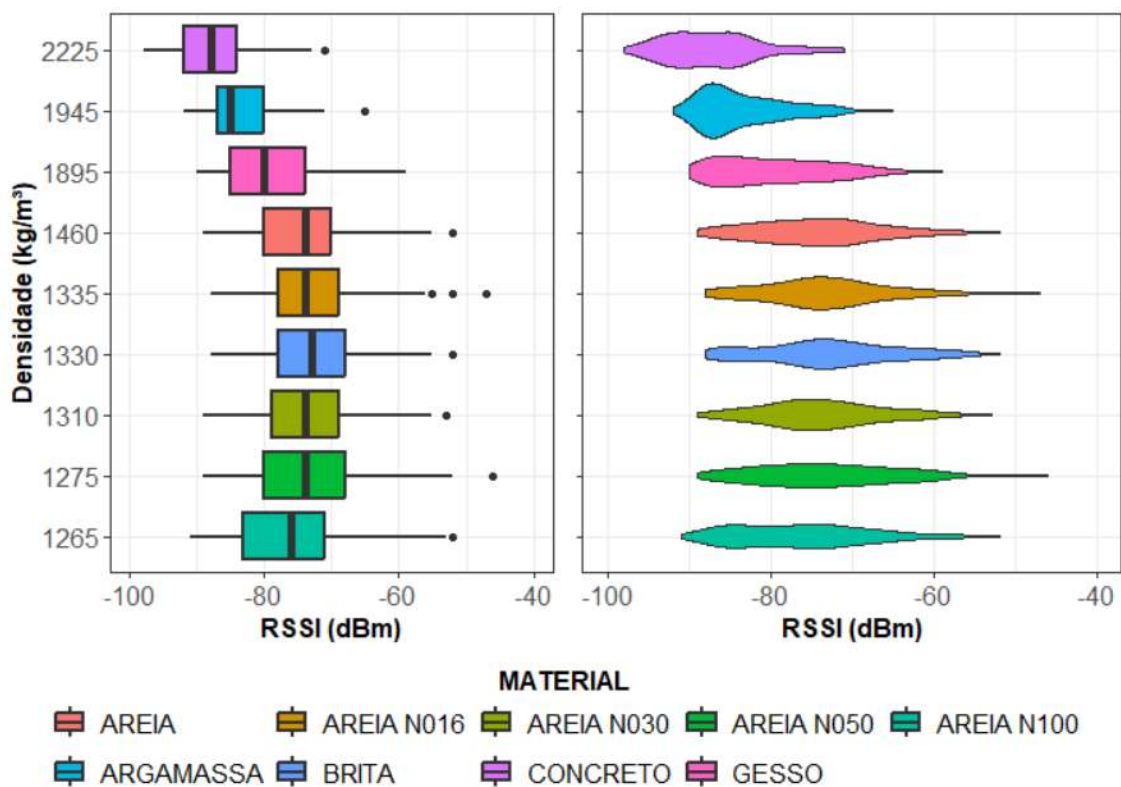 Densidade (kg/m³)
2225
1945
1895
1460
1335
1330
1310
1275
1265
-100 -80 -60 -40 -100 -80 -60 -40
RSSI (dBm) RSSI (dBm)
MATERIAL
AREIA AREIA N016 AREIA N030 AREIA N050 AREIA N100
ARGAMASSA BRITA CONCRETO GESSO